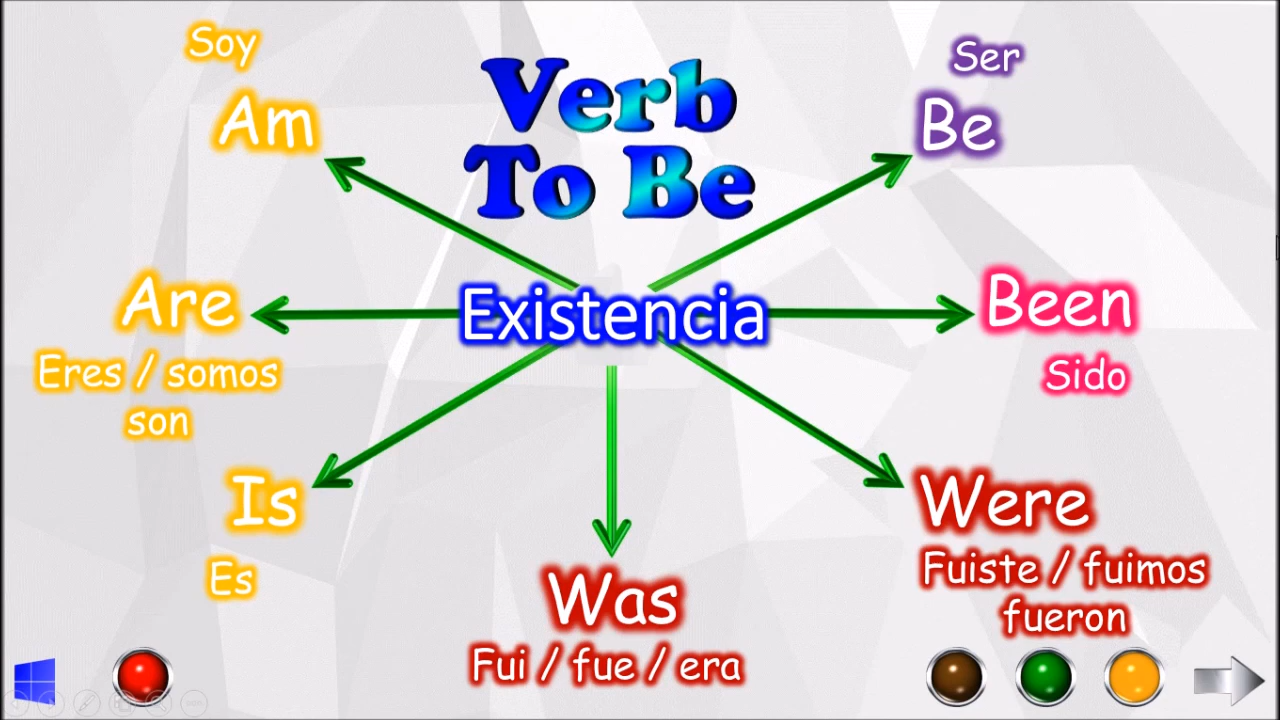 Verb
To Be
Existencia
Soy
Am
Are
Eres / somos
son
Is
Es
Was
Fui / fue / era
Ser
Be
Been
Sido
Were
Fuiste / fuimos
fueron